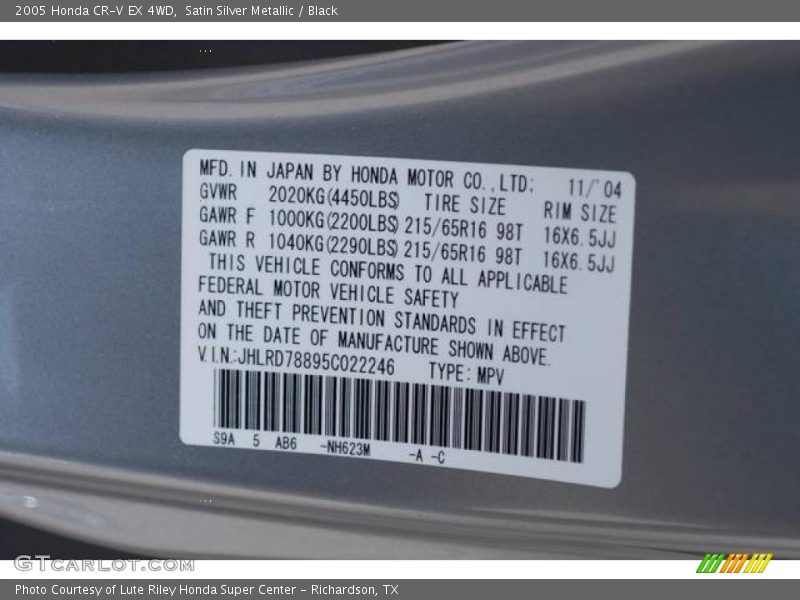 2005 Honda CR-V EX 4WD, Satin Silver Metallic / Black
MFD. IN JAPAN BY HONDA MOTOR CO., LTD; 11/'04
GVWR 2020KG(4450LBS) TIRE SIZE RIM SIZE
GAWR F 1000KG(2200LBS) 215/65R16 98T 16X6.5JJ
GAWR R 1040KG(2290LBS) 215/65R16 98T 16X6.5JJ
THIS VEHICLE CONFORMS TO ALL APPLICABLE
FEDERAL MOTOR VEHICLE SAFETY
AND THEFT PREVENTION STANDARDS IN EFFECT
ON THE DATE OF MANUFACTURE SHOWN ABOVE.
V.I.N.:JHLRD78895C022246 TYPE: MPV
S9A 5 AB6 -NH623M -A -C
GTCARLOT.COM
Photo Courtesy of Lute Riley Honda Super Center - Richardson, TX